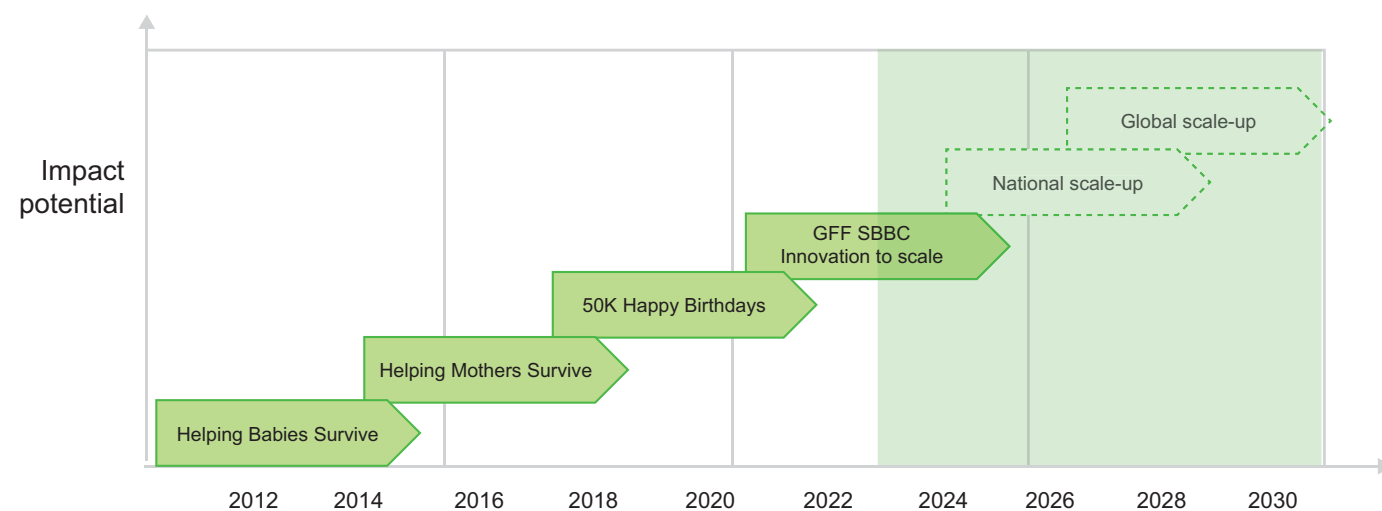 Impact
potential
Global scale-up
National scale-up
GFF SBBC
Innovation to scale
50K Happy Birthdays
Helping Mothers Survive
Helping Babies Survive
2012 2014 2016 2018 2020 2022 2024 2026 2028 2030